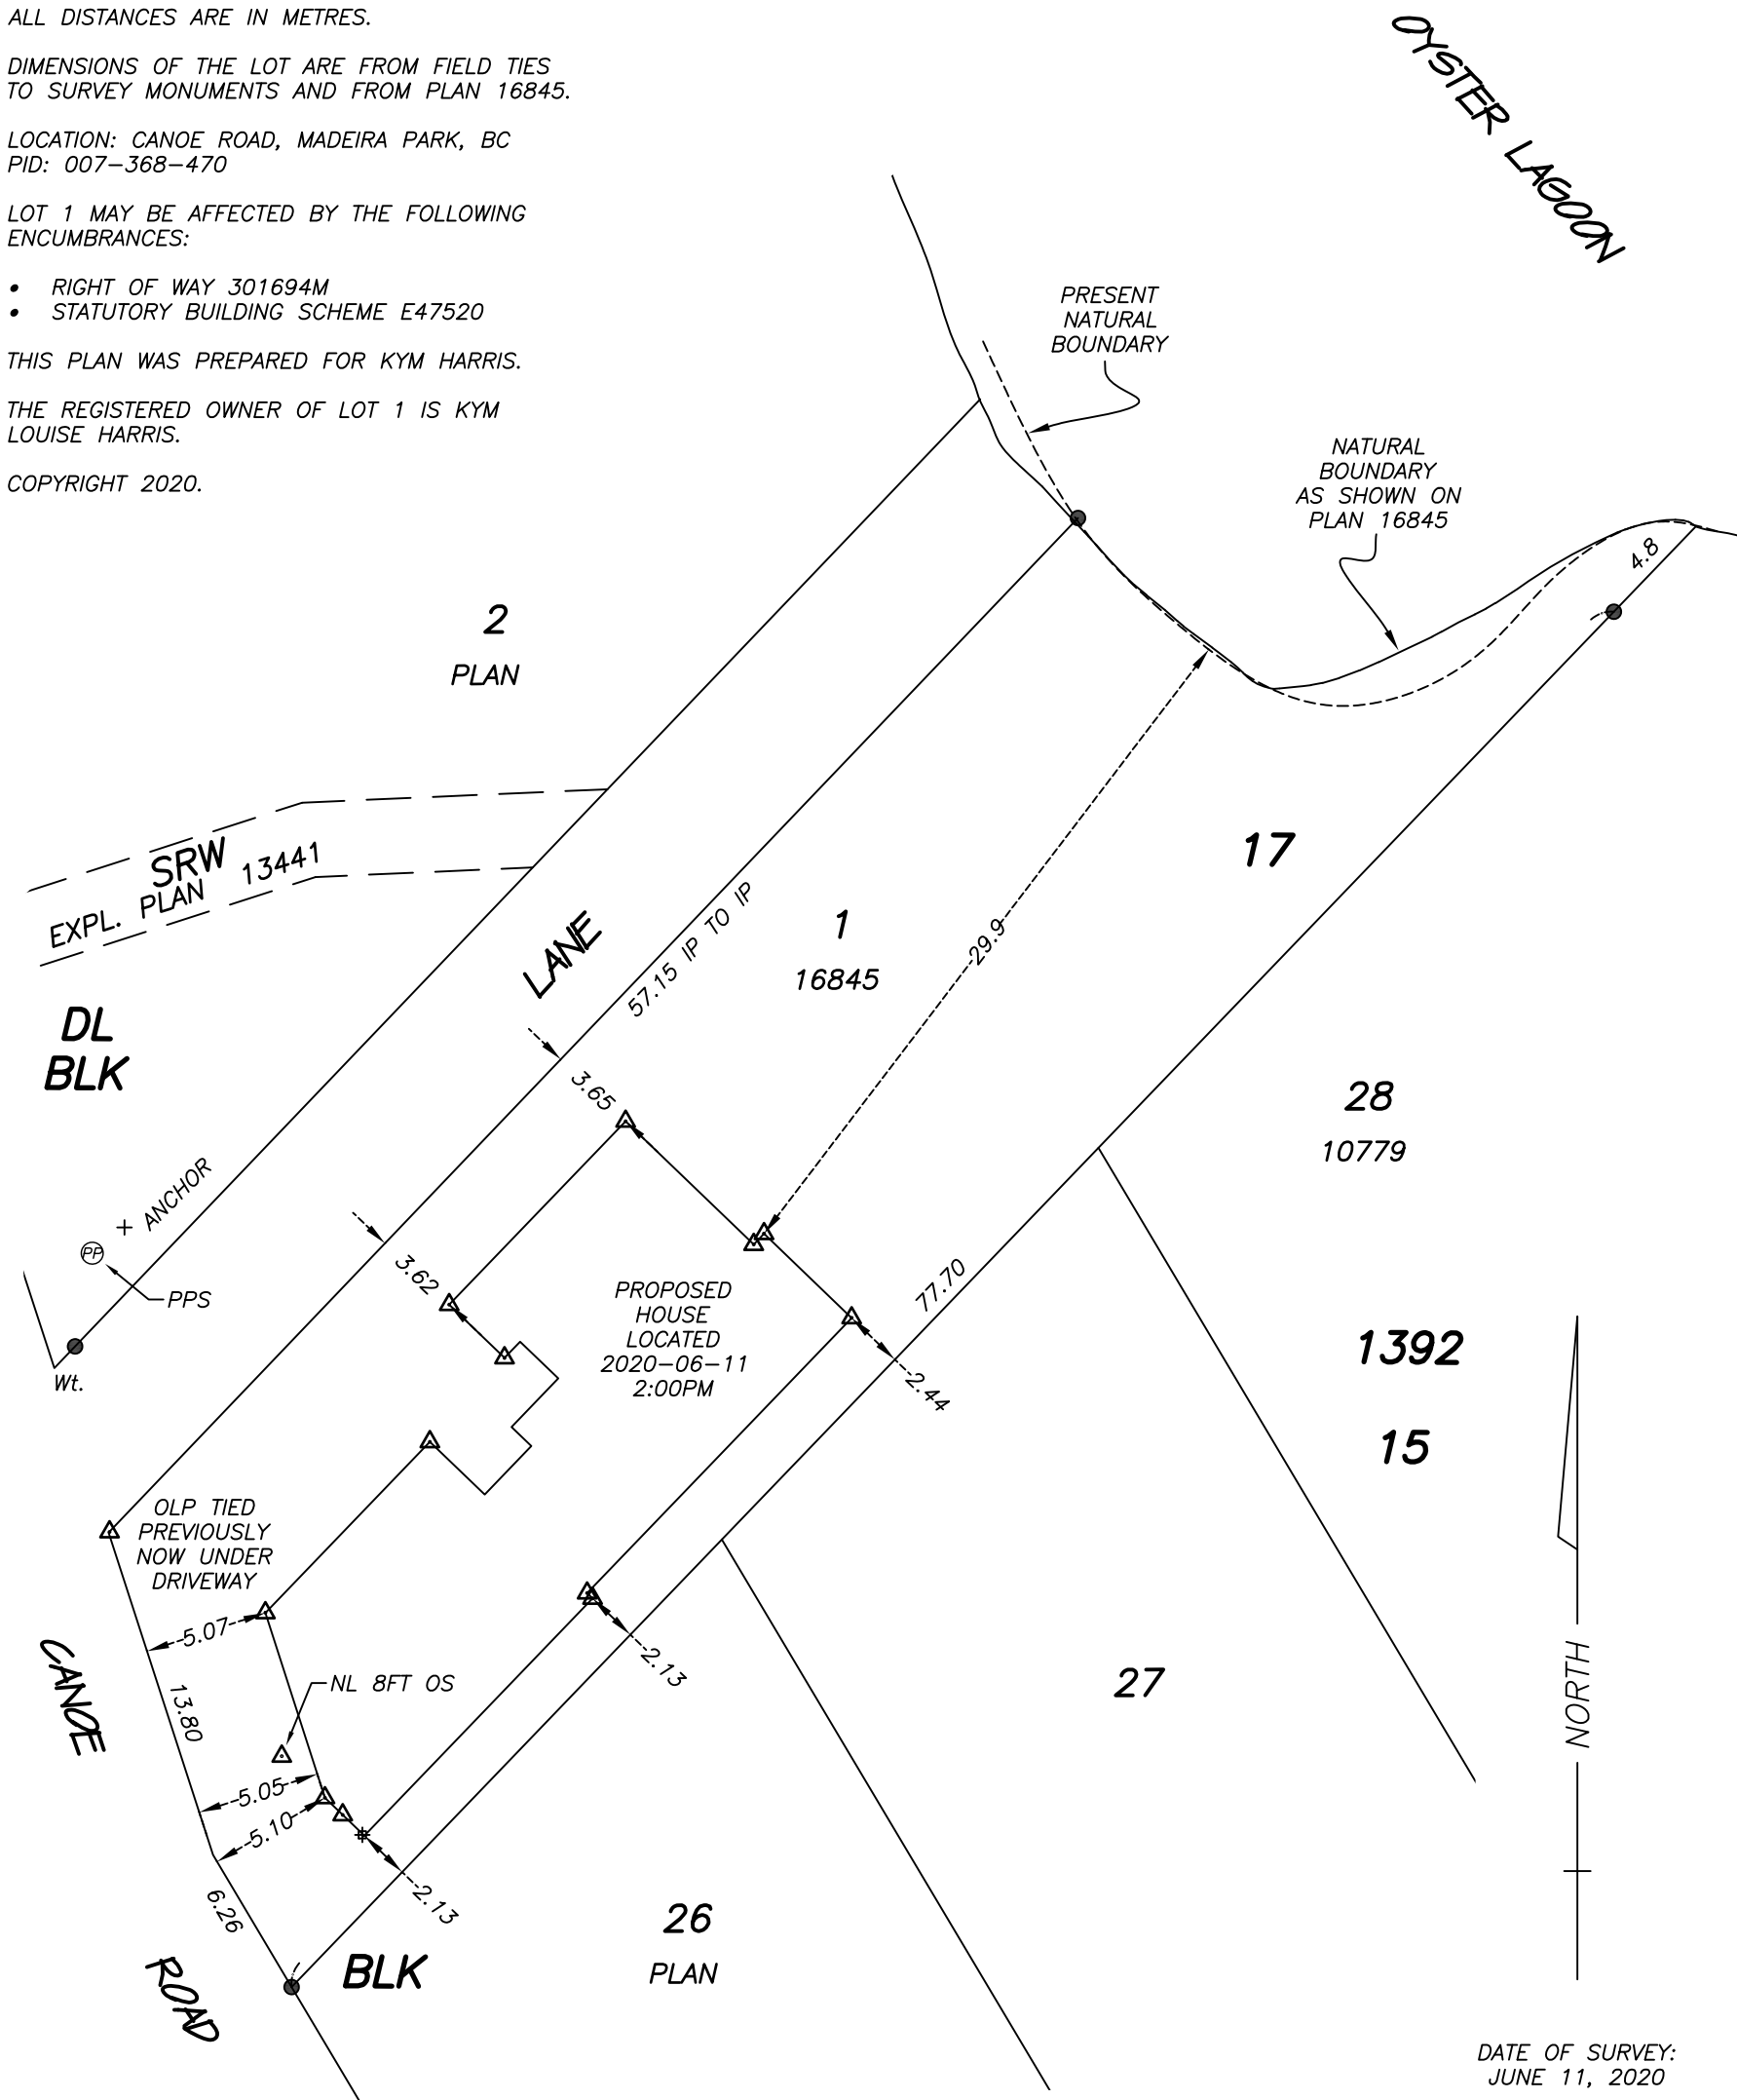 ALL DISTANCES ARE IN METRES.
DIMENSIONS OF THE LOT ARE FROM FIELD TIES
TO SURVEY MONUMENTS AND FROM PLAN 16845.
LOCATION: CANOE ROAD, MADEIRA PARK, BC
PID: 007-368-470
LOT 1 MAY BE AFFECTED BY THE FOLLOWING
ENCUMBRANCES:
• RIGHT OF WAY 301694M
• STATUTORY BUILDING SCHEME E47520
THIS PLAN WAS PREPARED FOR KYM HARRIS.
THE REGISTERED OWNER OF LOT 1 IS KYM
LOUISE HARRIS.
COPYRIGHT 2020.
OYSTER LAGOON
PRESENT
NATURAL
BOUNDARY
NATURAL
BOUNDARY
AS SHOWN ON
PLAN 16845
4.8
2
PLAN
SRW
EXPL. PLAN 13441
17
LANE
57.15 IP TO IP
1
16845
29.9
DL
BLK
3.65
28
10779
ANCHOR
PP
PPS
Wt.
3.62
PROPOSED
HOUSE
LOCATED
2020-06-11
2:00PM
77.70
2.44
1392
15
OLP TIED
PREVIOUSLY
NOW UNDER
DRIVEWAY
5.07
2.13
CANOE
13.80
NL 8FT OS
27
NORTH
5.05
5.10
2.13
6.26
26
PLAN
BLK
ROAD
DATE OF SURVEY:
JUNE 11, 2020